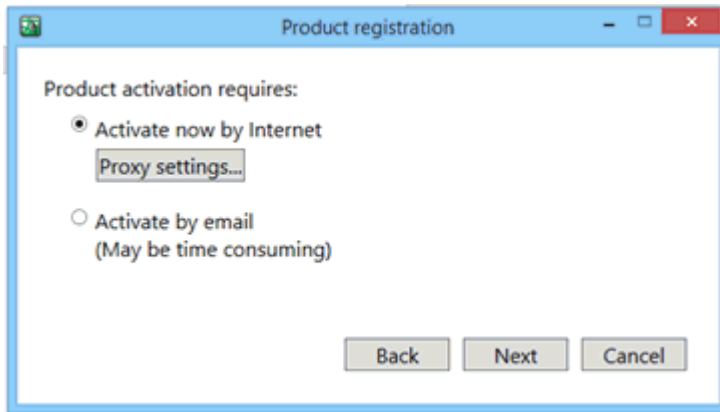 Product registration
Product activation requires:
Activate now by Internet
Proxy settings...
Activate by email
(May be time consuming)
Back Next Cancel